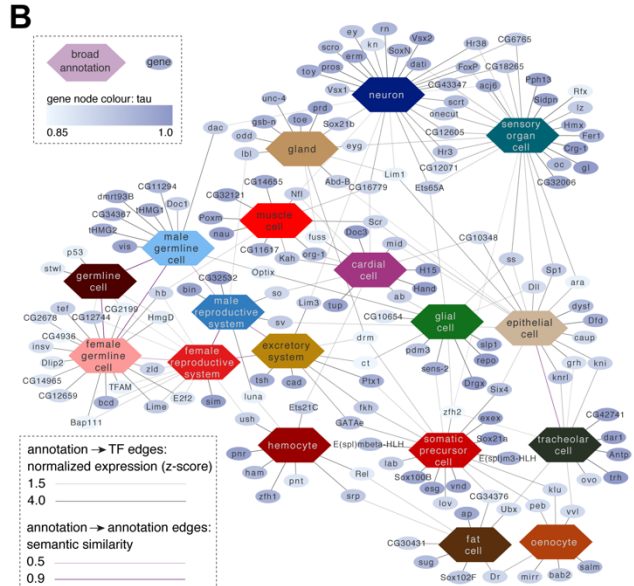 B
broad
annotation
gene
gene node colour: tau
0.85 1.0
ey
rn
kn
Vsx2
scro
SoxN
erm
dati
toy
pros
Vsx1
neuron
Hr38
CG6765
FoxP
CG18265
CG43347
acj6
Pph13
Sidpn
Rfx
lz
scrt
onecut
sensory
organ
cell
Hmx
Fer1
Crg-1
oc
gl
CG32006
CG12605
Hr3
CG12071
Ets65A
unc-4
prd
gsb-n
toe
Sox21b
dac
odd
lbl
gland
eyg
Lim1
Abd-B
CG16779
CG14655
CG32121
Nfl
Poxm
muscle
cell
nau
CG11617
Kah
org-1
Scr
fuss
Doc3
mid
cardial
cell
H15
Hand
ab
tup
CG10348
ss
Sp1
Dll
ara
CG11294
dmrt93B
Doc1
CG34367
tHMG1
tHMG2
vis
male
germline
cell
p53
stwl
germline
cell
CG32532
bin
Optix
so
male
reproductive system
sv
Lim3
CG10654
glial
cell
epithelial
cell
dysf
Dfd
caup
tef
hb
CG2199
CG2678
CG12744
HmgD
CG4936
insv
female
germline
cell
Dlip2
zld
CG14965
TFAM
CG12659
bcd
Lime
E2f2
Bap111
female
reproductive
system
sim
excretory
system
tsh
cad
drm
ct
Ptx1
pdm3
slp1
repo
sens-2
Drgx
Six4
grh
kni
knrl
luna
fkh
zfh2
Ets21C
GATAe
ush
E(spl)mbeta-HLH
exex
Sox21a
hemocyte
pnr
ham
pnt
zfh1
Rel
srp
lab
somatic
precursor
cell
E(spl)m3-HLH
Sox100B
esg
vnd
lov
CG34376
CG42741
tracheolar
cell
dar1
Antp
trh
ovo
klu
vvl
ap
Ubx
peb
CG30431
fat
cell
oenocyte
sug
Sox102F
Dr
mirr
bab2
salm
annotation → TF edges:
normalized expression (z-score)
1.5
4.0
annotation → annotation edges:
semantic similarity
0.5
0.9